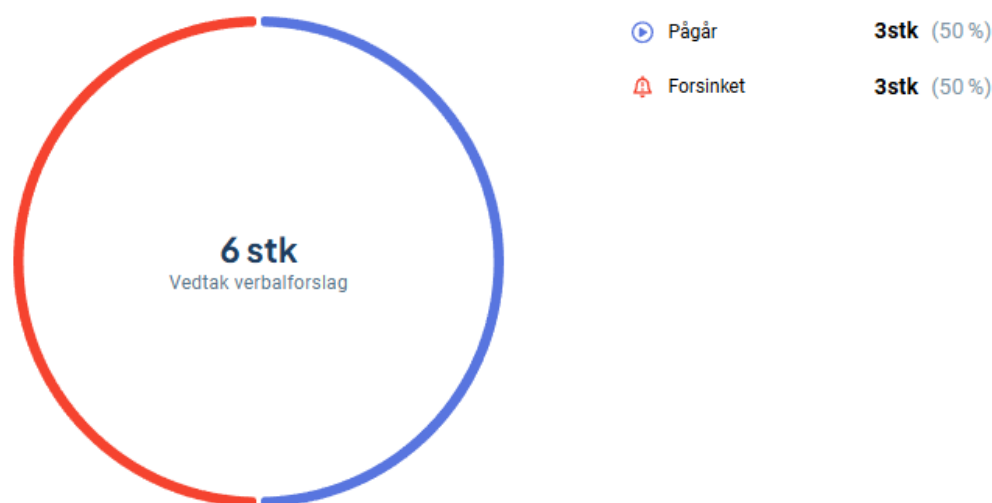 6 stk
Vedtak verbalforslag
Pågår 3stk (50 %)
Forsinket 3stk (50 %)